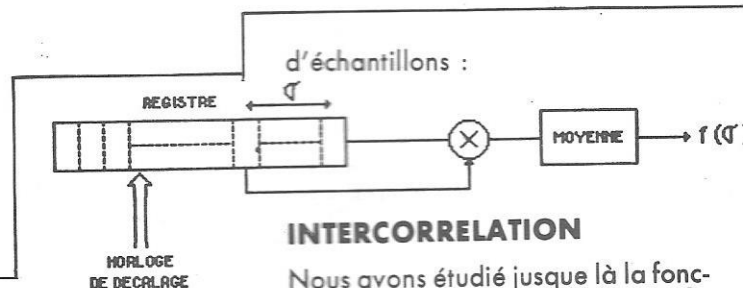 d'échantillons :
REGISTRE
σ
MOYENNE
f (σ)
HORLOGE
DE DECALAGE
INTERCORRELATION
Nous avons étudié jusque là la fonc-